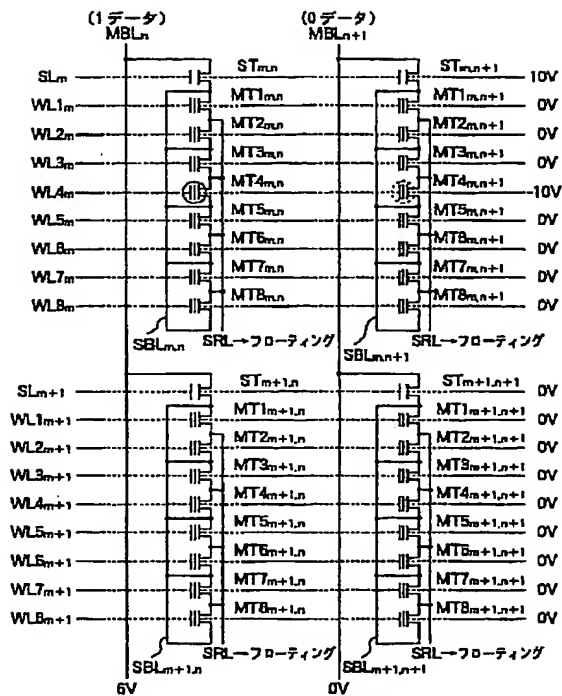 (1データ) (0データ)
MBLn MBLn+1
SLm STm,n STm,n+1 10V
WL1m MT1m,n MT1m,n+1 0V
WL2m MT2m,n MT2m,n+1 0V
WL3m MT3m,n MT3m,n+1 0V
WL4m MT4m,n MT4m,n+1 -10V
WL5m MT5m,n MT5m,n+1 0V
WL6m MT6m,n MT6m,n+1 0V
WL7m MT7m,n MT7m,n+1 0V
WL8m MT8m,n MT8m,n+1 0V
SBLm,n SRL→フローティング SBLm,n+1 SRL→フローティング
SLm+1 STm+1,n STm+1,n+1 0V
WL1m+1 MT1m+1,n MT1m+1,n+1 0V
WL2m+1 MT2m+1,n MT2m+1,n+1 0V
WL3m+1 MT3m+1,n MT3m+1,n+1 0V
WL4m+1 MT4m+1,n MT4m+1,n+1 0V
WL5m+1 MT5m+1,n MT5m+1,n+1 0V
WL6m+1 MT6m+1,n MT6m+1,n+1 0V
WL7m+1 MT7m+1,n MT7m+1,n+1 0V
WL8m+1 MT8m+1,n MT8m+1,n+1 0V
SBLm+1,n SRL→フローティング SBLm+1,n+1 SRL→フローティング
6V 0V